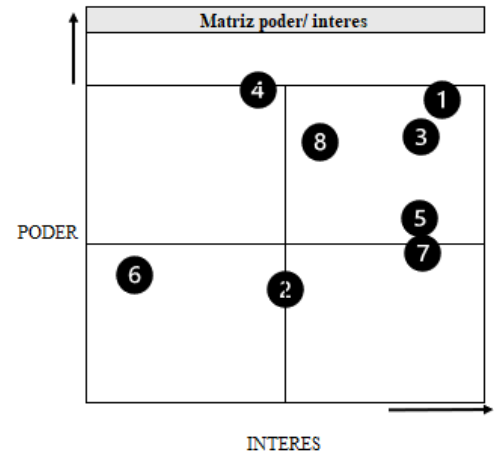 Matriz poder/ interes
4
1
3
8
5
PODER
7
6
2
INTERES